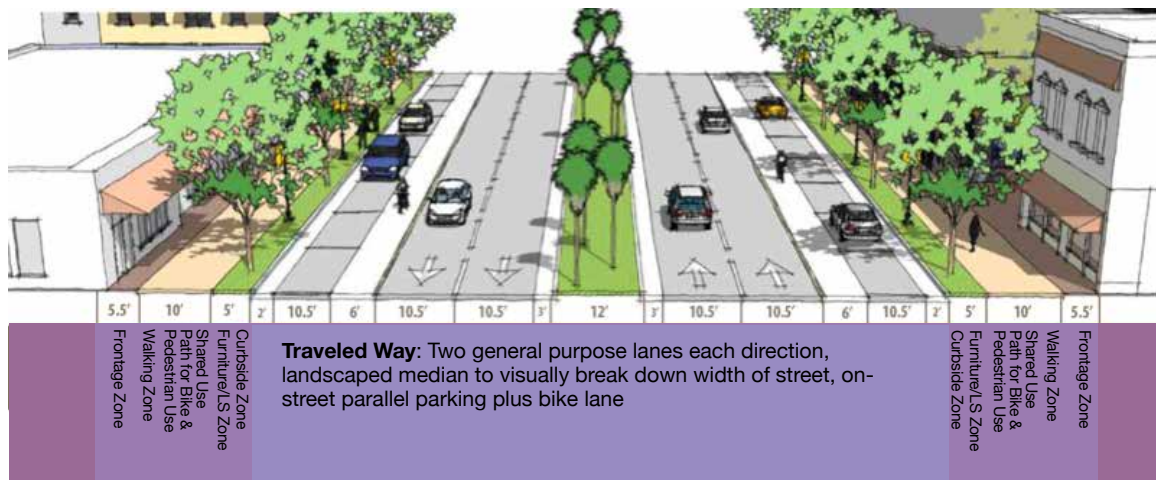 5.5'
10'
5'
2'
10.5'
6'
10.5'
10.5'
3'
12'
3'
10.5'
10.5'
6'
10.5'
2'
5'
10'
5.5'
Frontage Zone
Walking Zone
Shared Use
Path for Bike &
Pedestrian Use
Curbside Zone
Furniture/LS Zone
Traveled Way: Two general purpose lanes each direction,
landscaped median to visually break down width of street, on-
street parallel parking plus bike lane
Furniture/LS Zone
Curbside Zone
Walking Zone
Shared Use
Path for Bike &
Pedestrian Use
Frontage Zone